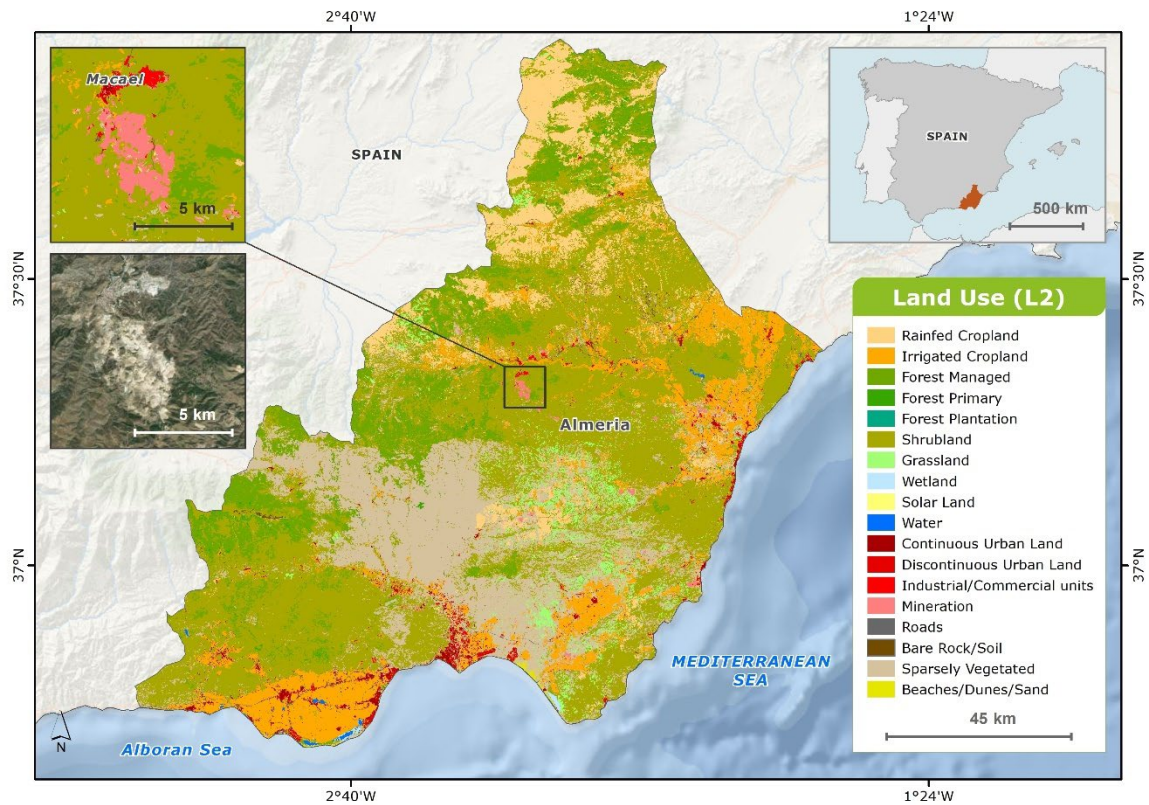 2°40'W
1°24'W
Macael
5 km
5 km
SPAIN
SPAIN
500 km
37°30'N
37°30'N
37°N
37°N
Almeria
Land Use (L2)
Rainfed Cropland
Irrigated Cropland
Forest Managed
Forest Primary
Forest Plantation
Shrubland
Grassland
Wetland
Solar Land
Water
Continuous Urban Land
Discontinuous Urban Land
Industrial/Commercial units
Mineration
Roads
Bare Rock/Soil
Sparsely Vegetated
Beaches/Dunes/Sand
45 km
MEDITERRANEAN
SEA
Alboran Sea
N
2°40'W
1°24'W